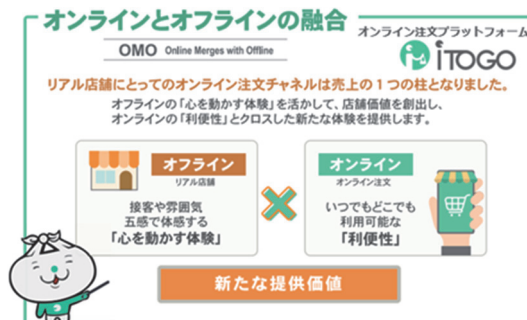 オンラインとオフラインの融合
オンライン注文プラットフォーム
OMO Online Merges with Offline
iTOGO
リアル店舗にとってのオンライン注文チャネルは売上の1つの柱となりました。
オフラインの「心を動かす体験」を活かして、店舗価値を創出し、
オンラインの「利便性」とクロスした新たな体験を提供します。
オフライン
リアル店舗
接客や雰囲気
五感で体感する
「心を動かす体験」
オンライン
オンライン注文
いつでもどこでも
利用可能な
「利便性」
新たな提供価値